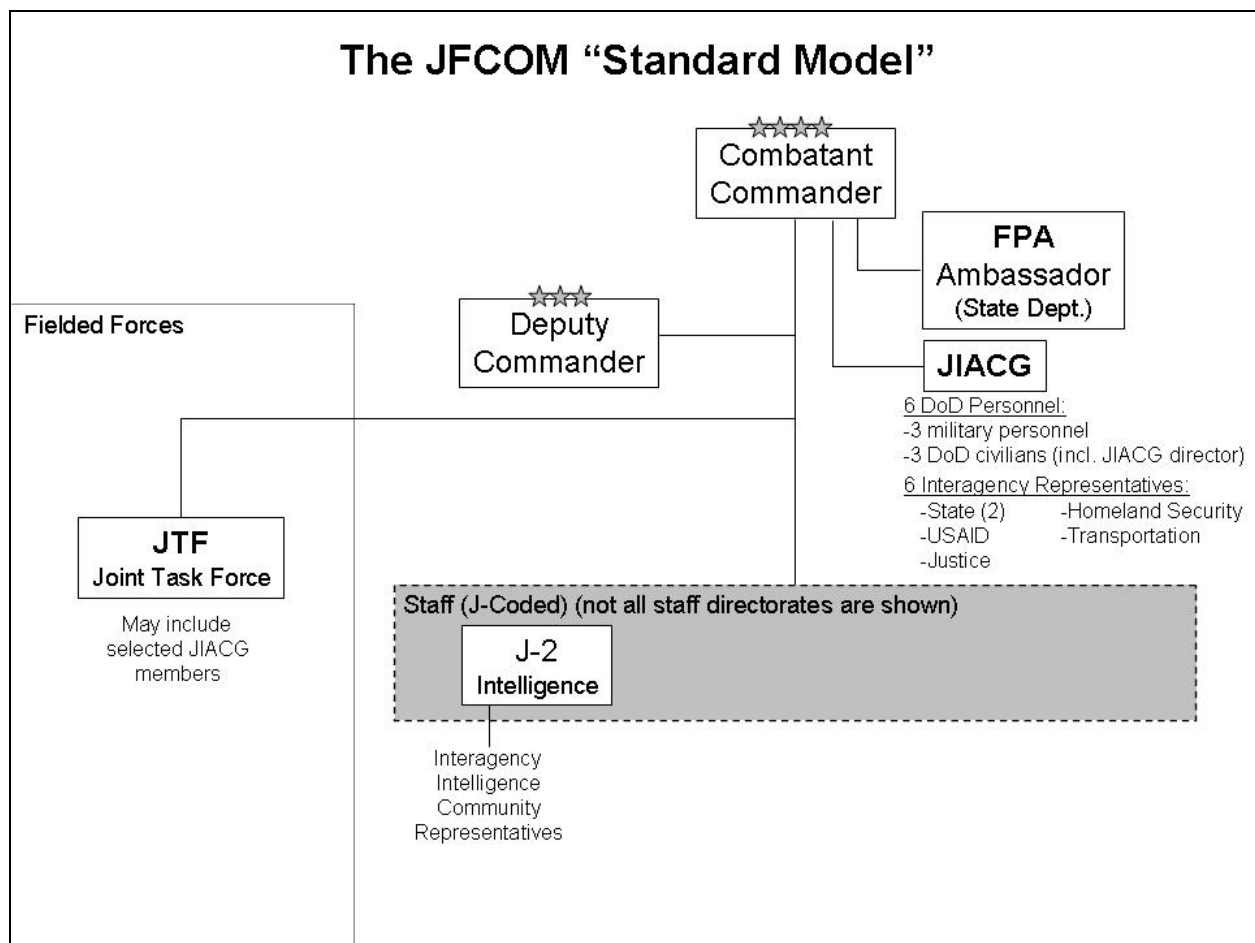 The JFCOM “Standard Model”
Combatant
Commander
FPA
Ambassador
(State Dept.)
Deputy
Commander
Fielded Forces
JIACG
6 DoD Personnel:
-3 military personnel
-3 DoD civilians (incl. JIACG director)
6 Interagency Representatives:
-State (2) -Homeland Security
-USAID -Transportation
-Justice
JTF
Joint Task Force
May include
selected JIACG
members
Staff (J-Coded) (not all staff directorates are shown)
J-2
Intelligence
Interagency
Intelligence
Community
Representatives